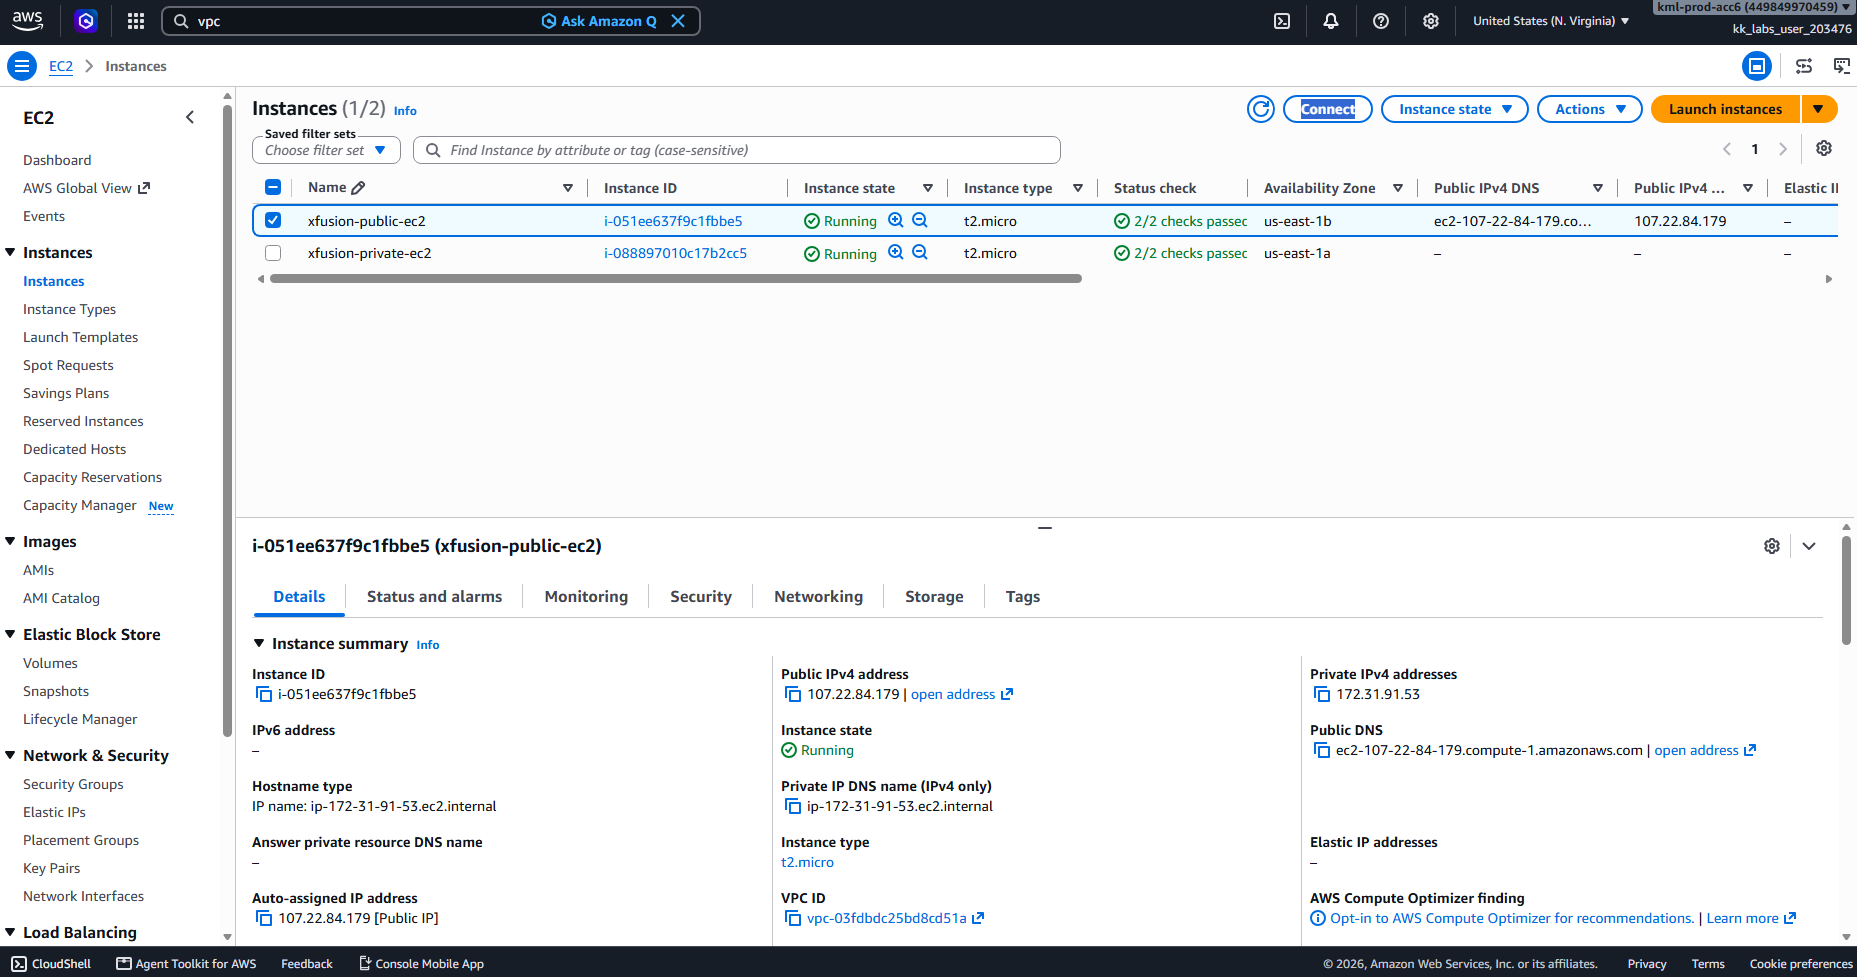 aws
vpc
Ask Amazon Q
United States (N. Virginia)
kml-prod-acc6 (449849970459)
kk_labs_user_203476
EC2
Instances
EC2
Dashboard
AWS Global View
Events
Instances
Instances
Instance Types
Launch Templates
Spot Requests
Savings Plans
Reserved Instances
Dedicated Hosts
Capacity Reservations
Capacity Manager New
Images
AMIs
AMI Catalog
Elastic Block Store
Volumes
Snapshots
Lifecycle Manager
Network & Security
Security Groups
Elastic IPs
Placement Groups
Key Pairs
Network Interfaces
Load Balancing
Instances (1/2) Info
Connect
Instance state
Actions
Launch instances
Saved filter sets
Choose filter set
Find Instance by attribute or tag (case-sensitive)
1
Name Instance ID Instance state Instance type Status check Availability Zone Public IPv4 DNS Public IPv4 ... Elastic II
xfusion-public-ec2 i-051ee637f9c1fbbe5 Running t2.micro 2/2 checks passec us-east-1b ec2-107-22-84-179.co... 107.22.84.179 –
xfusion-private-ec2 i-088897010c17b2cc5 Running t2.micro 2/2 checks passec us-east-1a – – –
i-051ee637f9c1fbbe5 (xfusion-public-ec2)
Details Status and alarms Monitoring Security Networking Storage Tags
Instance summary Info
Instance ID
i-051ee637f9c1fbbe5
Public IPv4 address
107.22.84.179 | open address
Private IPv4 addresses
172.31.91.53
IPv6 address
–
Instance state
Running
Public DNS
ec2-107-22-84-179.compute-1.amazonaws.com | open address
Hostname type
IP name: ip-172-31-91-53.ec2.internal
Private IP DNS name (IPv4 only)
ip-172-31-91-53.ec2.internal
Answer private resource DNS name
–
Instance type
t2.micro
Elastic IP addresses
–
Auto-assigned IP address
107.22.84.179 [Public IP]
VPC ID
vpc-03fdbdc25bd8cd51a
AWS Compute Optimizer finding
Opt-in to AWS Compute Optimizer for recommendations. | Learn more
CloudShell
Agent Toolkit for AWS
Feedback
Console Mobile App
© 2026, Amazon Web Services, Inc. or its affiliates.
Privacy
Terms
Cookie preferences